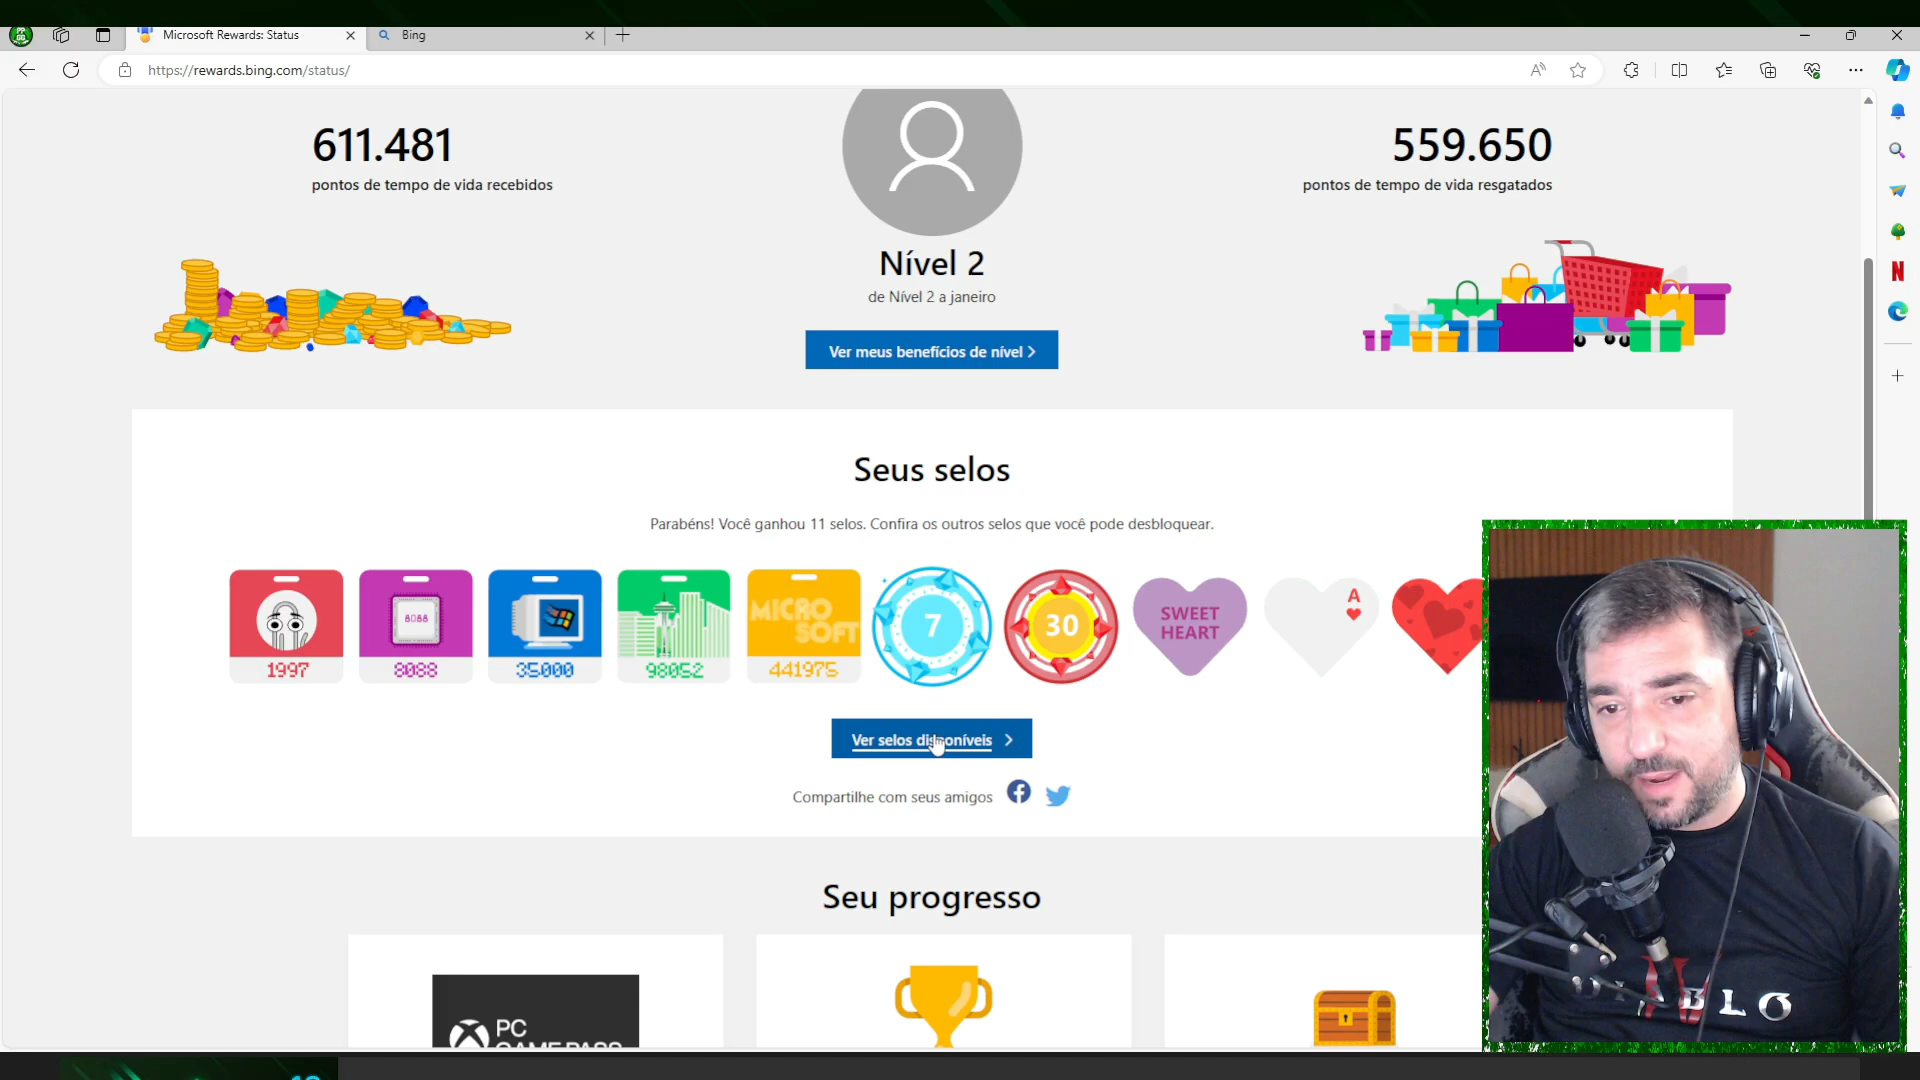 Microsoft Rewards: Status
Bing
https://rewards.bing.com/status/
611.481
pontos de tempo de vida recebidos
559.650
pontos de tempo de vida resgatados
Nível 2
de Nível 2 a janeiro
Ver meus benefícios de nível
Seus selos
Parabéns! Você ganhou 11 selos. Confira os outros selos que você pode desbloquear.
8088
MICRO
SOFT
7
30
SWEET
HEART
A
1997
8088
35000
98052
441975
Ver selos disponíveis
Compartilhe com seus amigos
Seu progresso
PC
GAME PASS
DIABLO